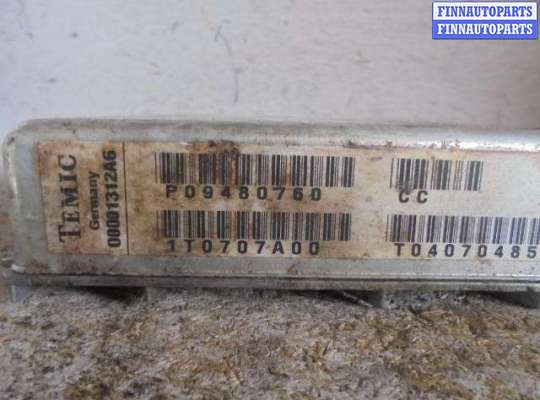 FINNAUTOPARTS
FINNAUTOPARTS
TEMIC
Germany
00001312A6
P09480760
CC
1T0707A00
T04070485